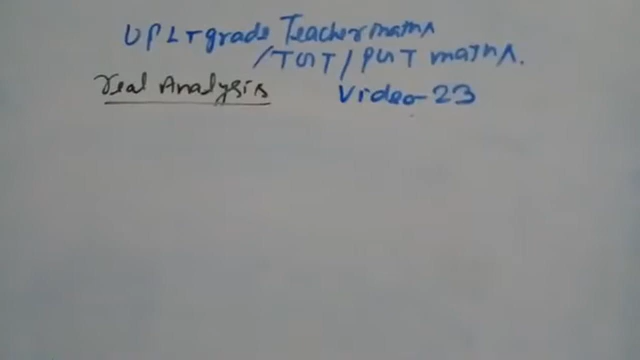 UP LT grade Teacher maths
/TGT/PGT maths.
real Analysis Video-23